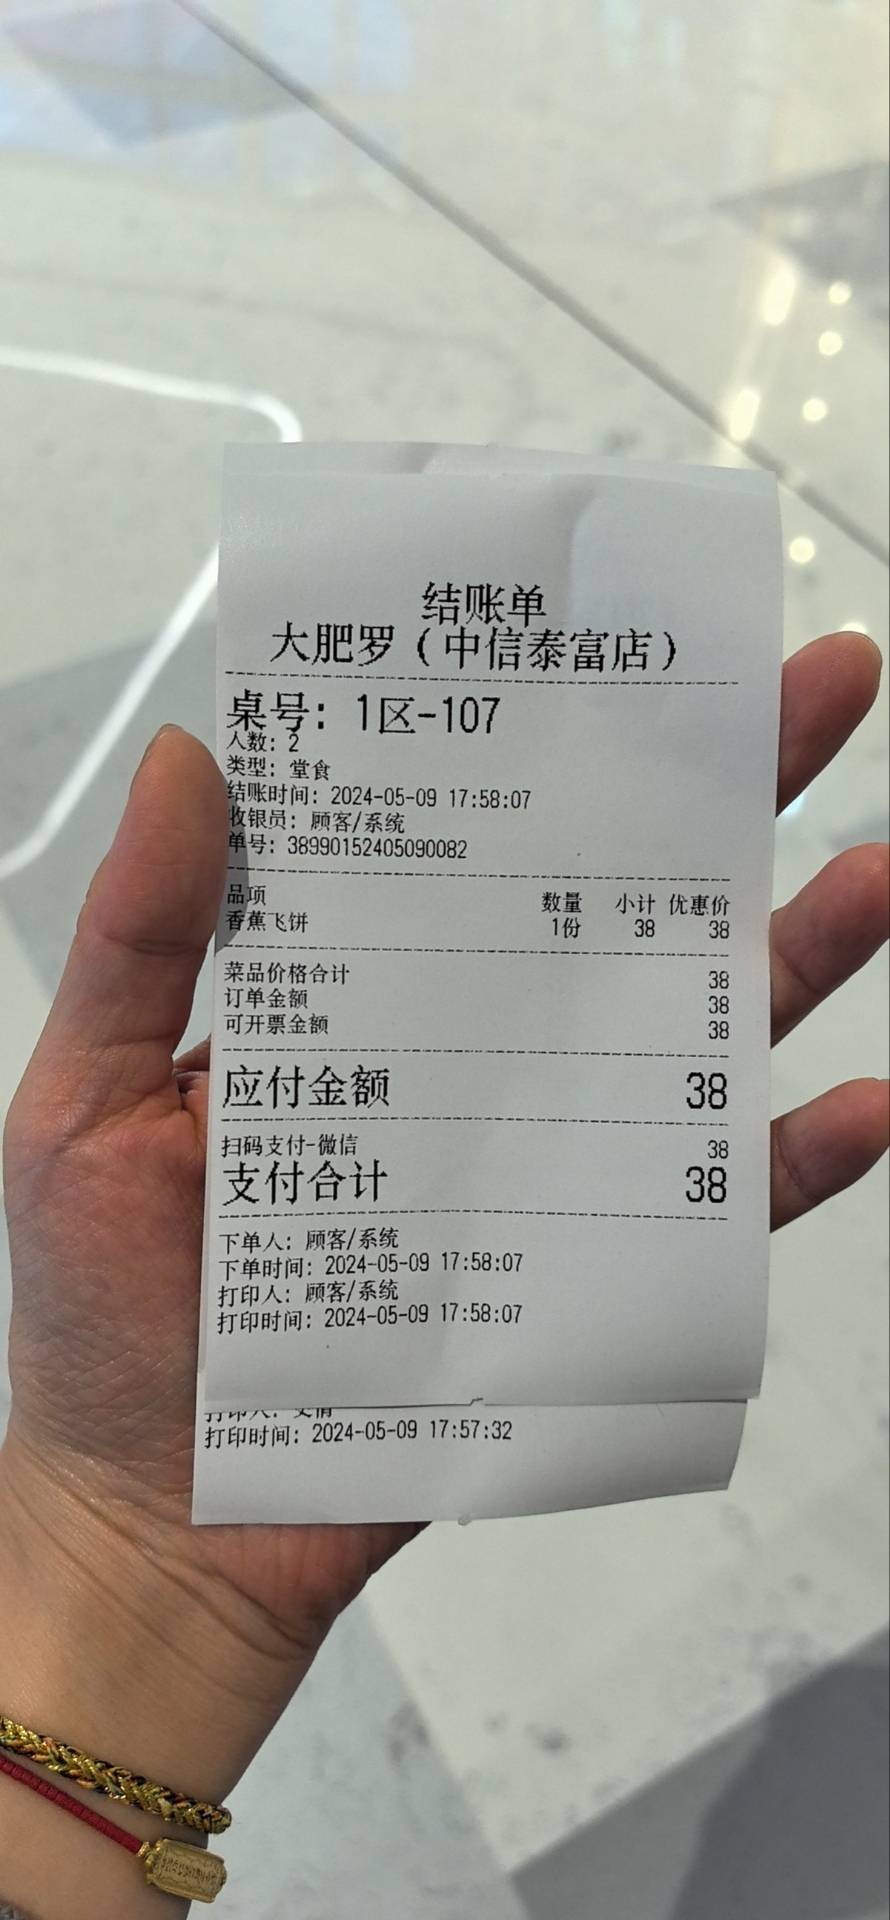 结账单
大肥罗（中信泰富店）
桌号：1区-107
人数：2
类型：堂食
结账时间：2024-05-09 17:58:07
收银员：顾客/系统
单号：38990152405090082
品项 数量 小计 优惠价
香蕉飞饼 1份 38 38
菜品价格合计 38
订单金额 38
可开票金额 38
应付金额 38
扫码支付-微信 38
支付合计 38
下单人：顾客/系统
下单时间：2024-05-09 17:58:07
打印人：顾客/系统
打印时间：2024-05-09 17:58:07
打印人：
打印时间：2024-05-09 17:57:32